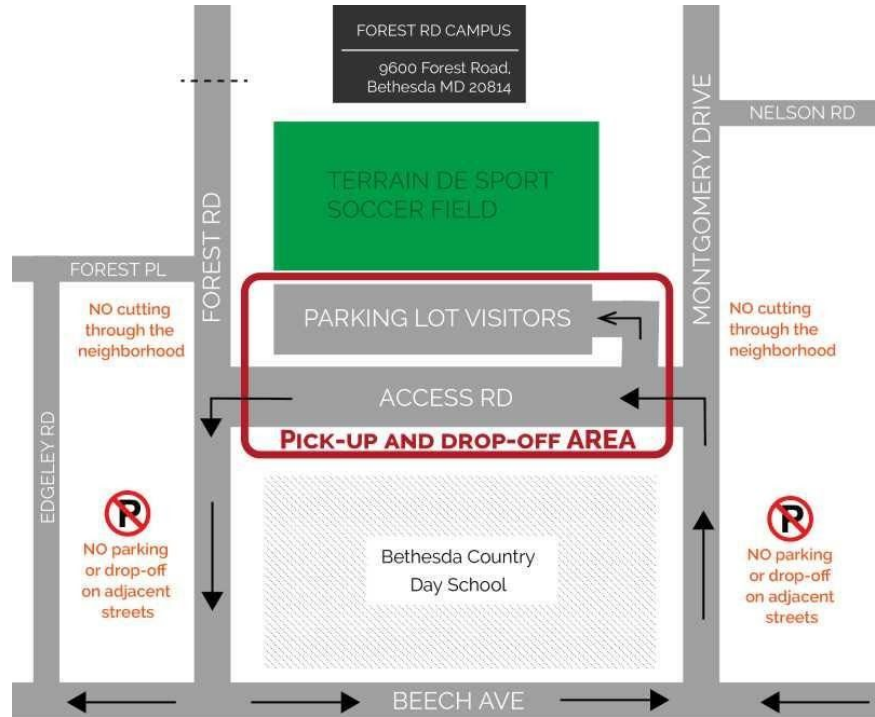 FOREST RD CAMPUS
9600 Forest Road,
Bethesda MD 20814
MONTGOMERY DRIVE
NELSON RD
TERRAIN DE SPORT
SOCCER FIELD
FOREST RD
FOREST PL
NO cutting
through the
neighborhood
PARKING LOT VISITORS
NO cutting
through the
neighborhood
ACCESS RD
PICK-UP AND DROP-OFF AREA
EDGELEY RD
P
NO parking
or drop-off
on adjacent
streets
Bethesda Country
Day School
P
NO parking
or drop-off
on adjacent
streets
BEECH AVE